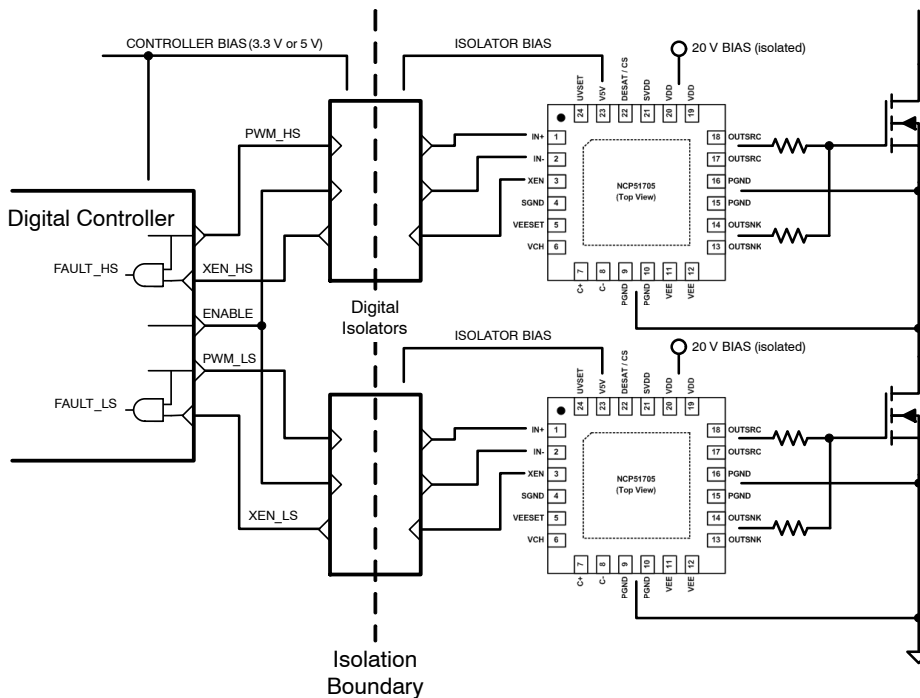 CONTROLLER BIAS (3.3 V or 5 V)
ISOLATOR BIAS
20 V BIAS (isolated)
UVSET
V5V
DESAT / CS
SVDD
VDD
VDD
24
23
22
21
20
19
PWM_HS
IN+
1
IN-
2
XEN
3
SGND
4
VEESET
5
VCH
6
NCP51705
(Top View)
18
OUTSRC
17
OUTSRC
16
PGND
15
PGND
14
OUTSNK
13
OUTSNK
7
8
9
10
11
12
C+
C-
PGND
PGND
VEE
VEE
Digital Controller
FAULT_HS
XEN_HS
ENABLE
PWM_LS
FAULT_LS
XEN_LS
Digital
Isolators
ISOLATOR BIAS
20 V BIAS (isolated)
UVSET
V5V
DESAT / CS
SVDD
VDD
VDD
24
23
22
21
20
19
IN+
1
IN-
2
XEN
3
SGND
4
VEESET
5
VCH
6
NCP51705
(Top View)
18
OUTSRC
17
OUTSRC
16
PGND
15
PGND
14
OUTSNK
13
OUTSNK
7
8
9
10
11
12
C+
C-
PGND
PGND
VEE
VEE
Isolation
Boundary